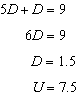 5D + D = 9
6D = 9
D = 1.5
U = 7.5